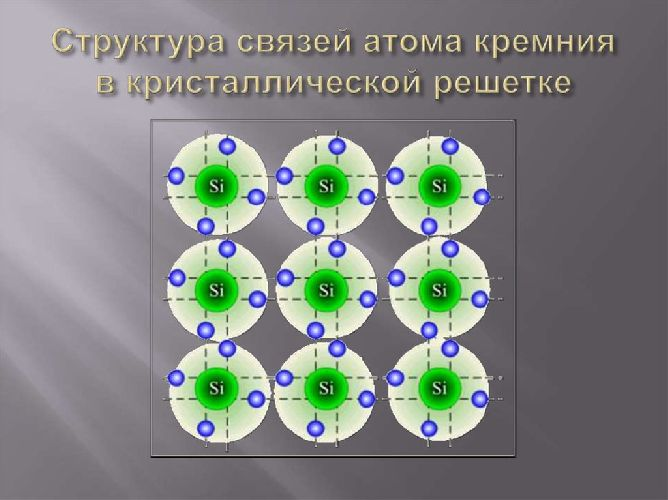 Структура связей атома кремния
в кристаллической решетке
Si Si Si
Si Si Si
Si Si Si